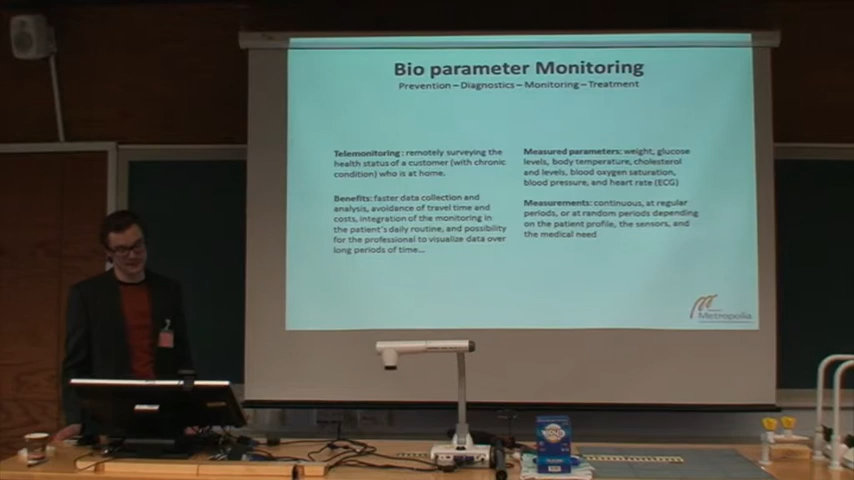 Bio parameter Monitoring
Prevention – Diagnostics – Monitoring – Treatment
Telemonitoring: remotely surveying the
health status of a customer (with chronic
condition) who is at home.
Benefits: faster data collection and
analysis, avoidance of travel time and
costs, integration of the monitoring in
the patient's daily routine, and possibility
for the professional to visualize data over
long periods of time...
Measured parameters: weight, glucose
levels, body temperature, cholesterol
and levels, blood oxygen saturation,
blood pressure, and heart rate (ECG)
Measurements: continuous, at regular
periods, or at random periods depending
on the patient profile, the sensors, and
the medical need
Metropolia